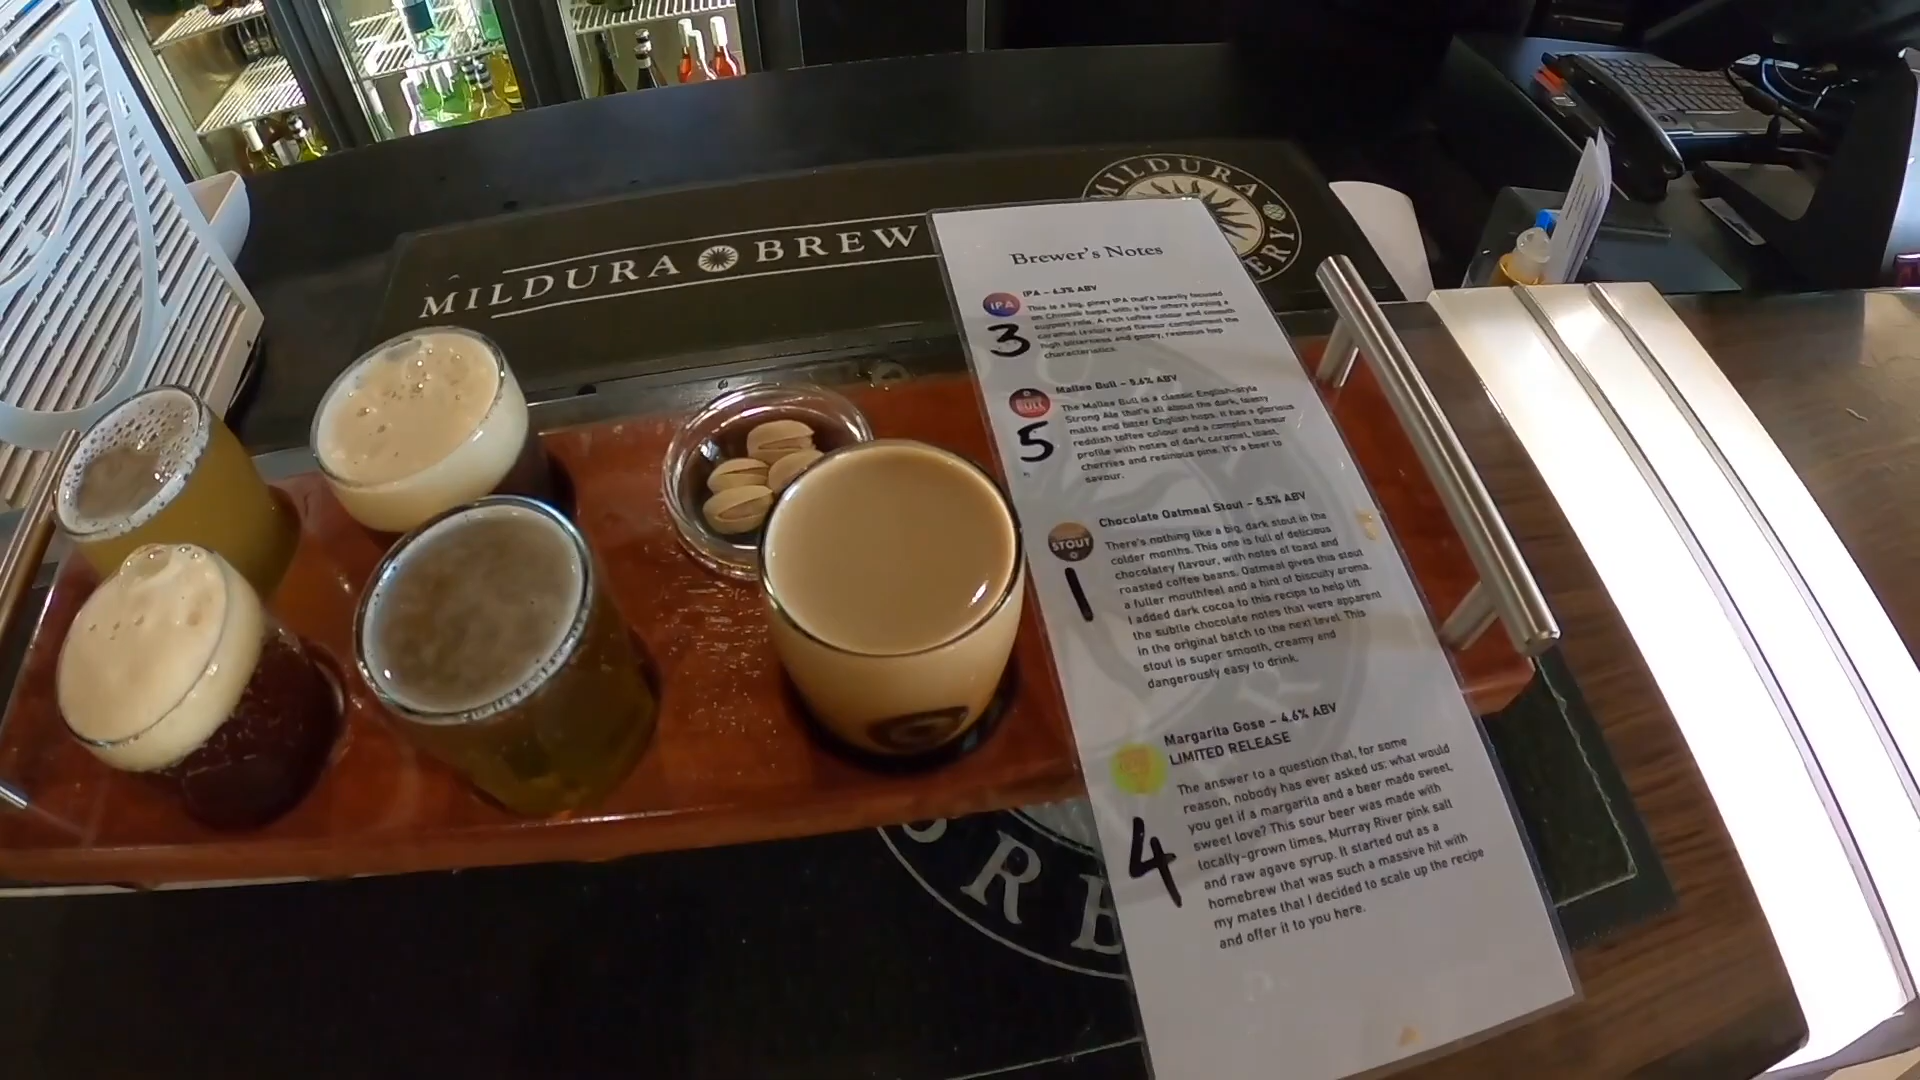 MILDURA BREW
MILDURA
ERY
Brewer's Notes
IPA – 6.3% ABV
IPA
3
This is a big, piney IPA that's heavily focused
on Chinook hops, with a few others playing a
support role. A rich toffee colour and smooth
caramel texture and flavour complement the
high bitterness and gooey, resinous hop
characteristics.
Mallee Bull – 5.6% ABV
BULL
5
The Mallee Bull is a classic English-style
Strong Ale that's all about the dark, toasty
malts and bitter English hops. It has a glorious
reddish toffee colour and a complex flavour
profile with notes of dark caramel, toast,
cherries and resinous pine. It's a beer to
savour.
Chocolate Oatmeal Stout – 5.5% ABV
STOUT
1
There's nothing like a big, dark stout in the
colder months. This one is full of delicious
chocolatey flavour, with notes of toast and
roasted coffee beans. Oatmeal gives this stout
a fuller mouthfeel and a hint of biscuity aroma.
I added dark cocoa to this recipe to help lift
the subtle chocolate notes that were apparent
in the original batch to the next level. This
stout is super smooth, creamy and
dangerously easy to drink.
Margarita Gose – 4.6% ABV
LIMITED RELEASE
4
The answer to a question that, for some
reason, nobody has ever asked us: what would
you get if a margarita and a beer made sweet,
sweet love? This sour beer was made with
locally-grown limes, Murray River pink salt
and raw agave syrup. It started out as a
homebrew that was such a massive hit with
my mates that I decided to scale up the recipe
and offer it to you here.